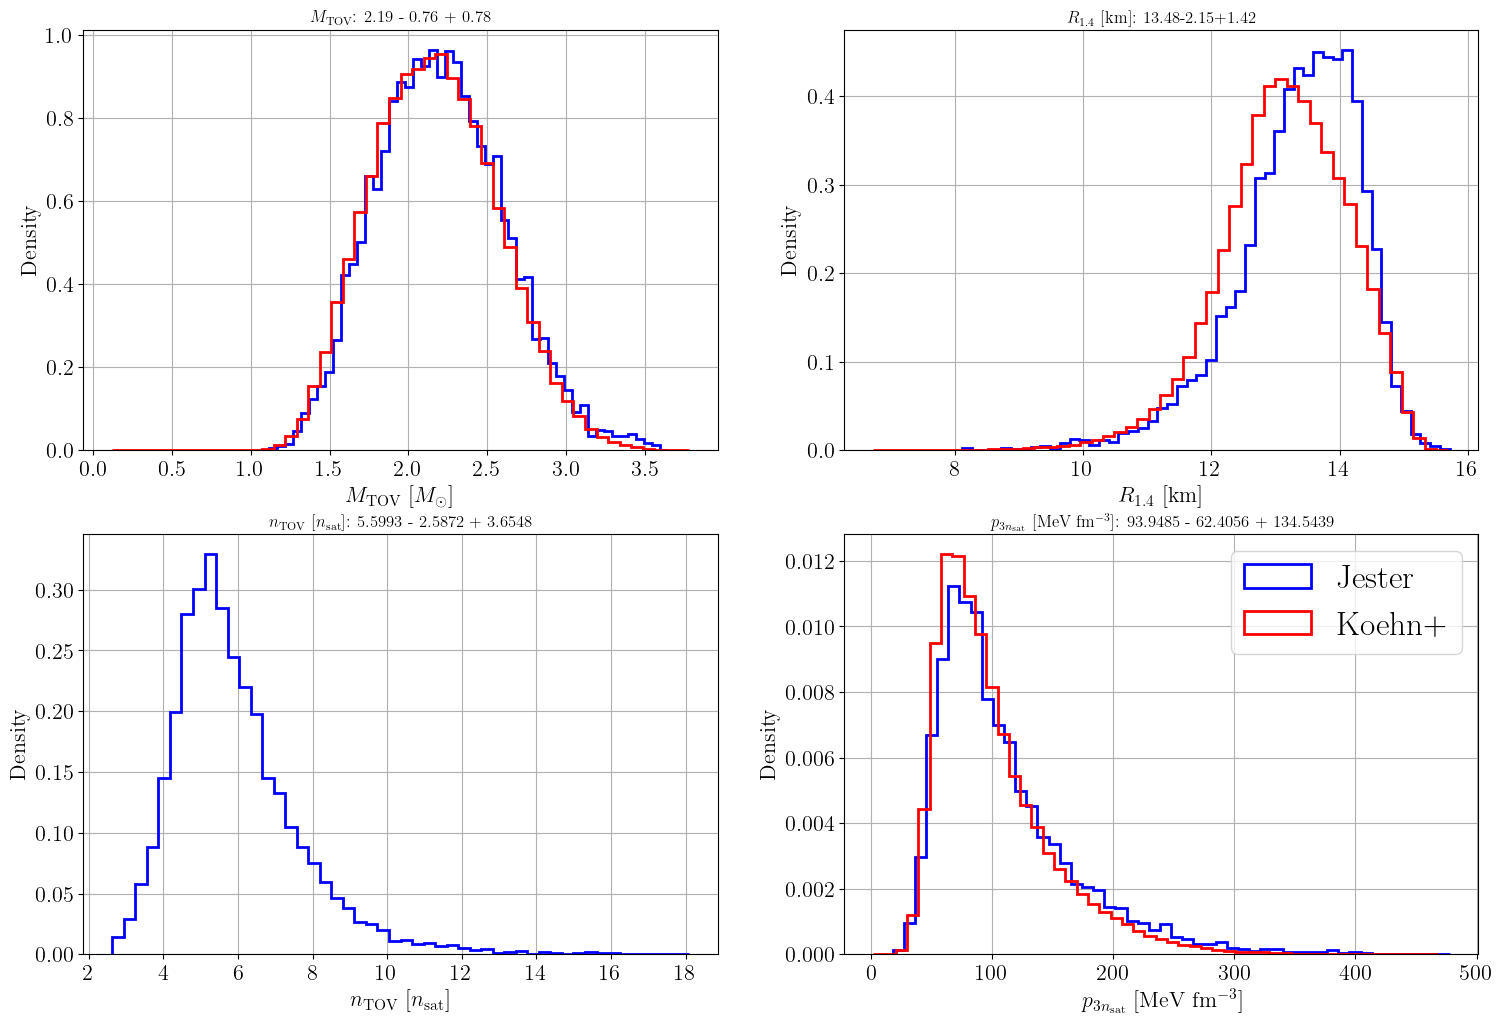 M_TOV: 2.19 - 0.76 + 0.78
Density
1.0
0.8
0.6
0.4
0.2
0.0
0.0 0.5 1.0 1.5 2.0 2.5 3.0 3.5
M_TOV [M_⊙]
R_1.4 [km]: 13.48-2.15+1.42
Density
0.4
0.3
0.2
0.1
0.0
8 10 12 14 16
R_1.4 [km]
n_TOV [n_sat]: 5.5993 - 2.5872 + 3.6548
Density
0.30
0.25
0.20
0.15
0.10
0.05
0.00
2 4 6 8 10 12 14 16 18
n_TOV [n_sat]
p_3n_sat [MeV fm⁻³]: 93.9485 - 62.4056 + 134.5439
Jester
Koehn+
Density
0.012
0.010
0.008
0.006
0.004
0.002
0.000
0 100 200 300 400 500
p_3n_sat [MeV fm⁻³]